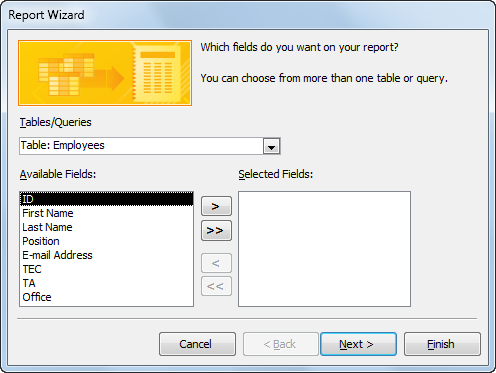 Report Wizard
Which fields do you want on your report?
You can choose from more than one table or query.
Tables/Queries
Table: Employees
Available Fields:
Selected Fields:
ID
First Name
Last Name
Position
E-mail Address
TEC
TA
Office
>
>>
<
<<
Cancel
< Back
Next >
Finish